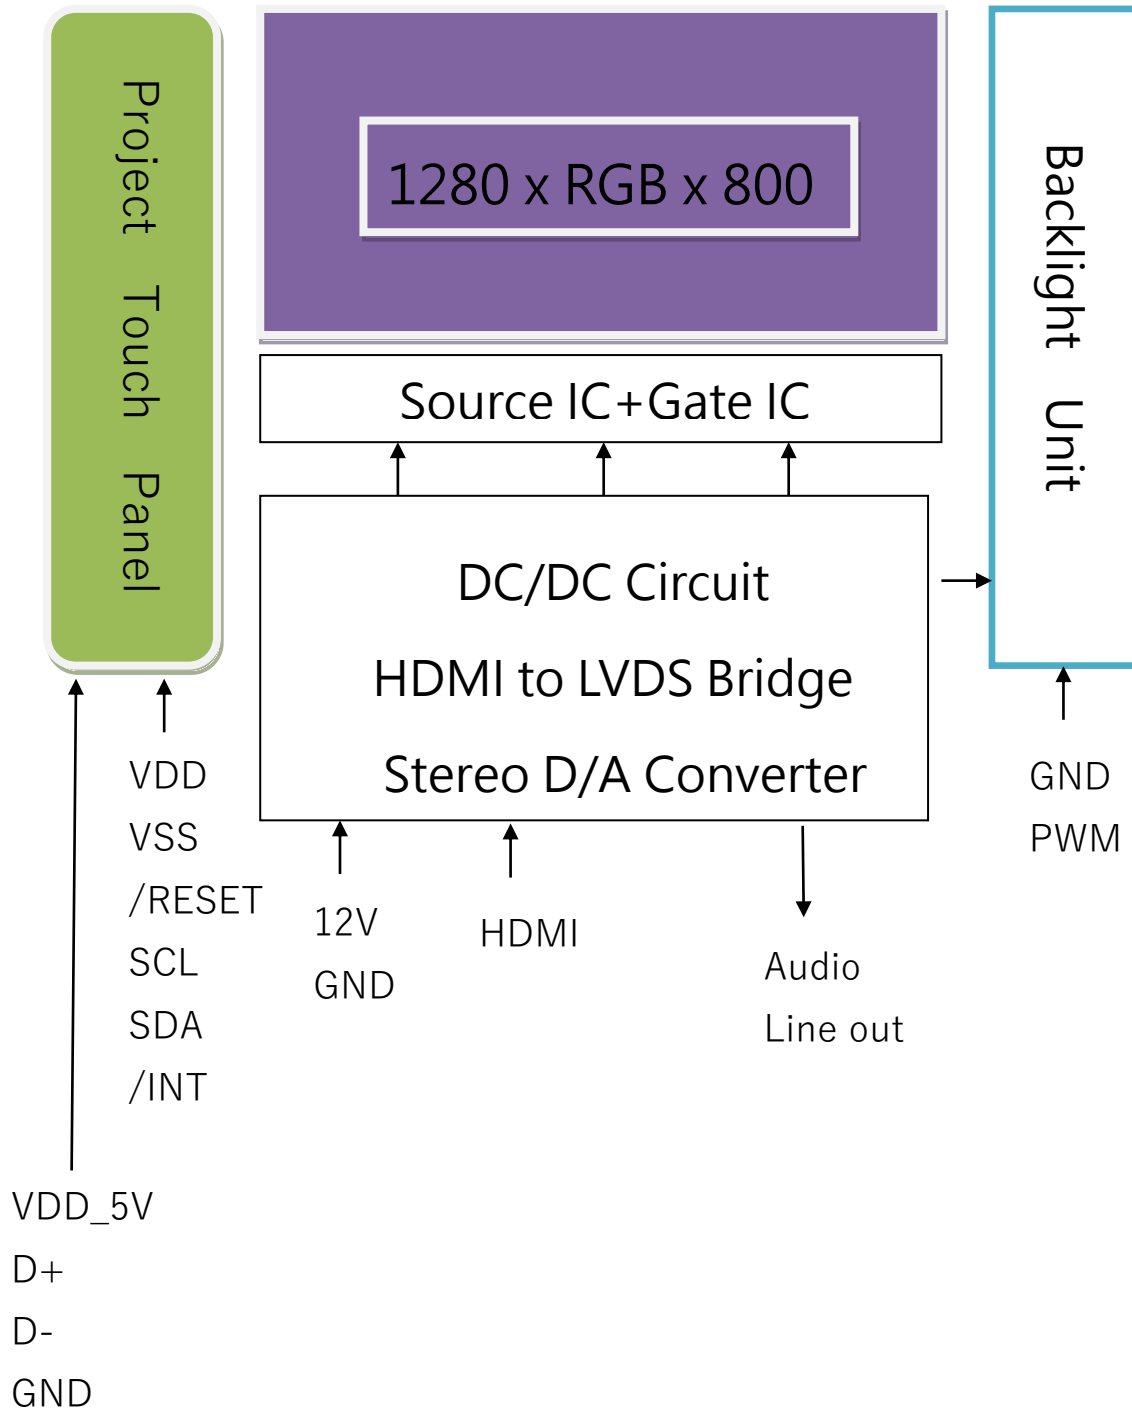 Project Touch Panel
1280 x RGB x 800
Source IC+Gate IC
DC/DC Circuit
HDMI to LVDS Bridge
Stereo D/A Converter
Backlight Unit
VDD
VSS
/RESET
SCL
SDA
/INT
12V
GND
HDMI
Audio
Line out
GND
PWM
VDD_5V
D+
D-
GND